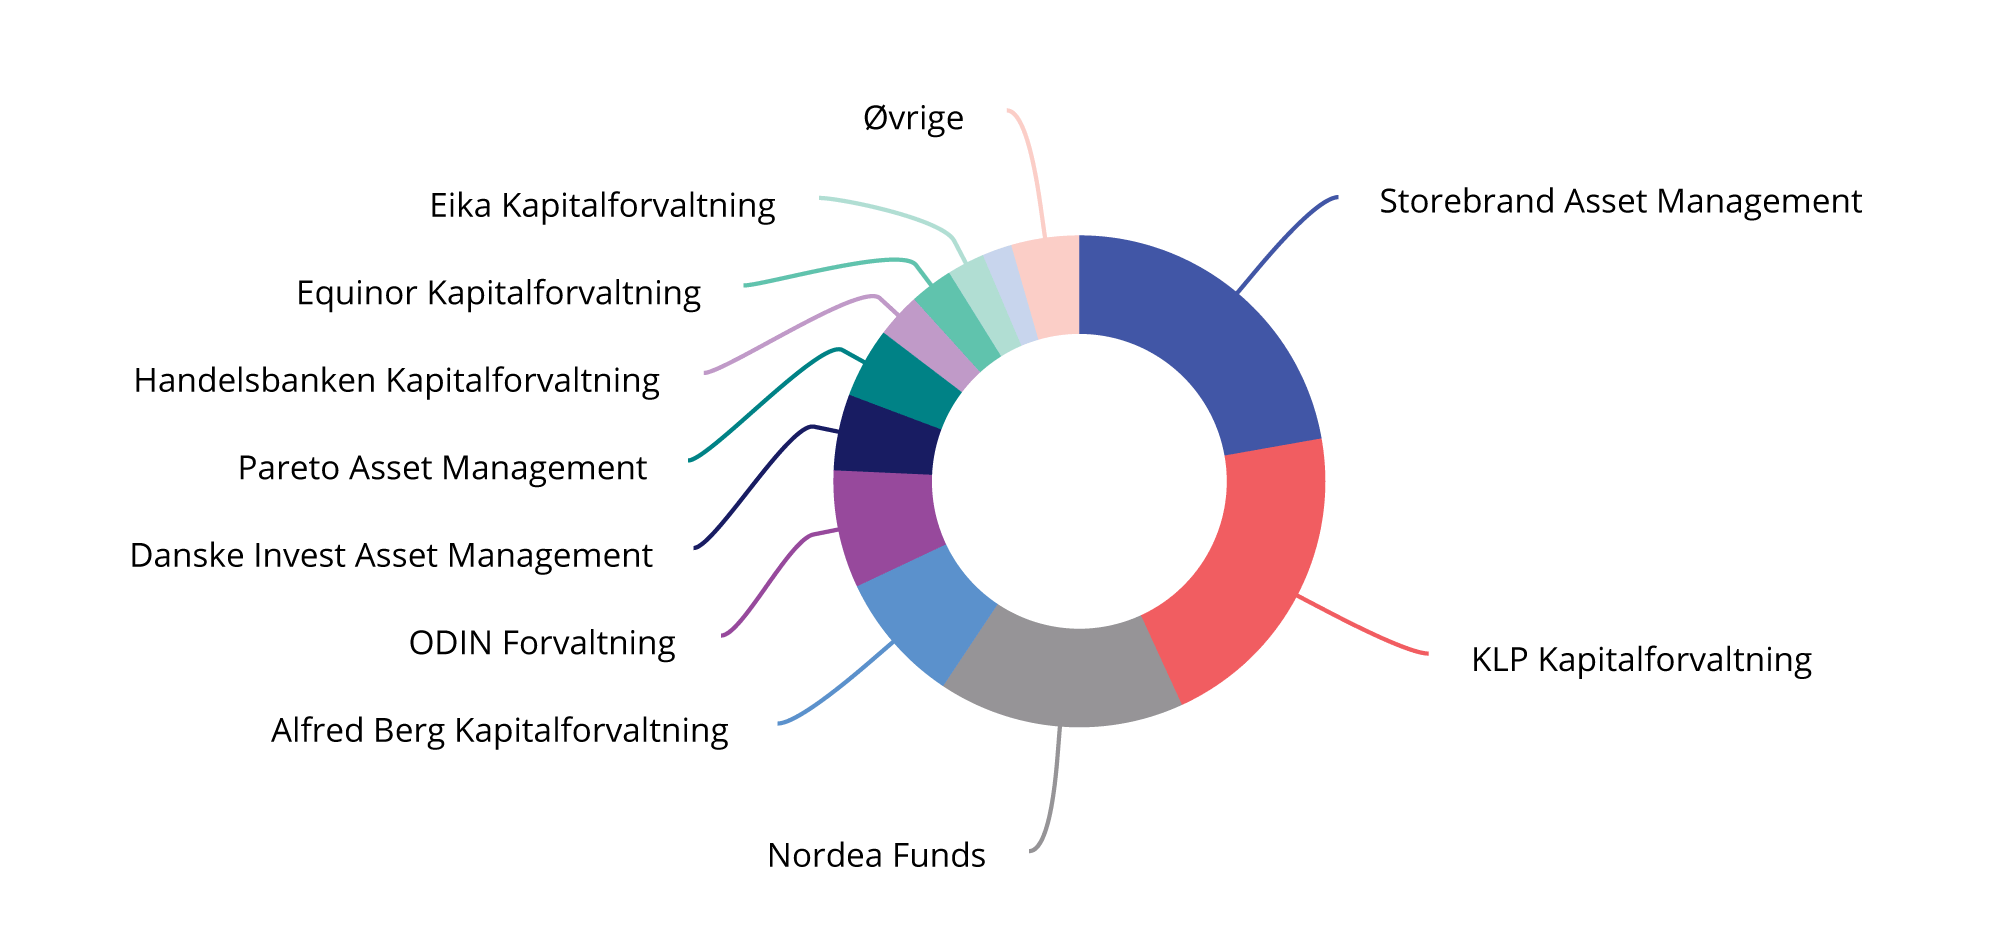 Øvrige
Storebrand Asset Management
Eika Kapitalforvaltning
Equinor Kapitalforvaltning
Handelsbanken Kapitalforvaltning
Pareto Asset Management
Danske Invest Asset Management
ODIN Forvaltning
KLP Kapitalforvaltning
Alfred Berg Kapitalforvaltning
Nordea Funds